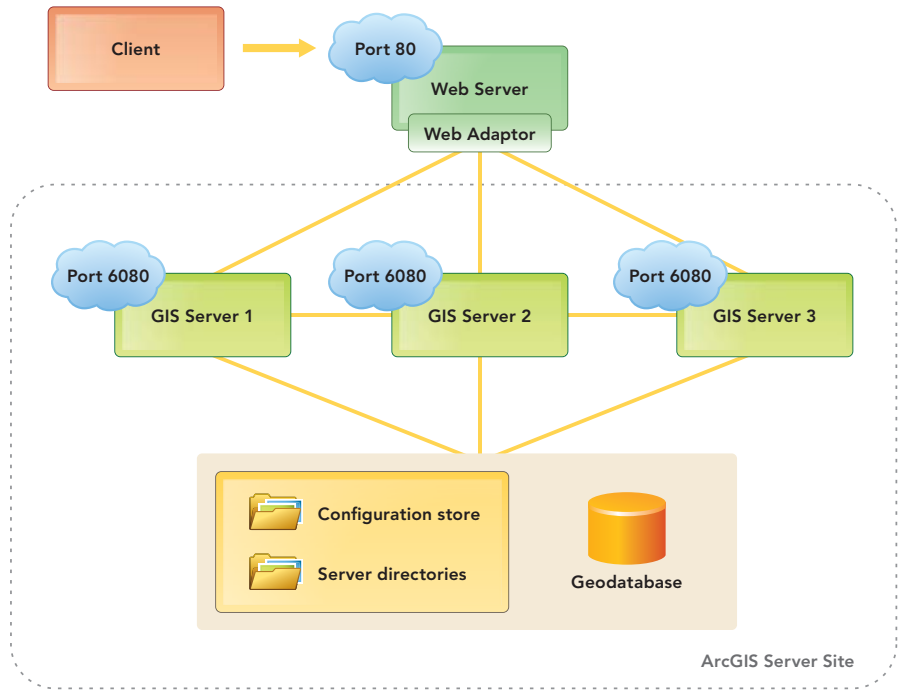 Client
Port 80
Web Server
Web Adaptor
Port 6080
GIS Server 1
Port 6080
GIS Server 2
Port 6080
GIS Server 3
Configuration store
Server directories
Geodatabase
ArcGIS Server Site